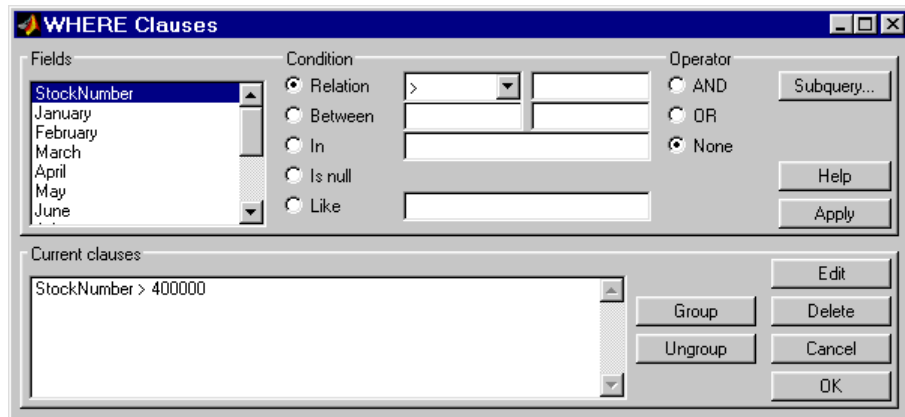 WHERE Clauses
Fields
StockNumber
January
February
March
April
May
June
Condition
Relation
>
Between
In
Is null
Like
Operator
AND
OR
None
Subquery...
Help
Apply
Current clauses
StockNumber > 400000
Group
Ungroup
Edit
Delete
Cancel
OK